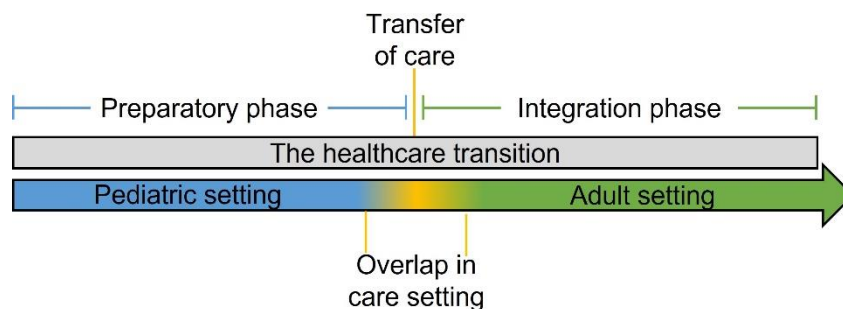 Transfer
of care
Preparatory phase
Integration phase
The healthcare transition
Pediatric setting
Adult setting
Overlap in
care setting